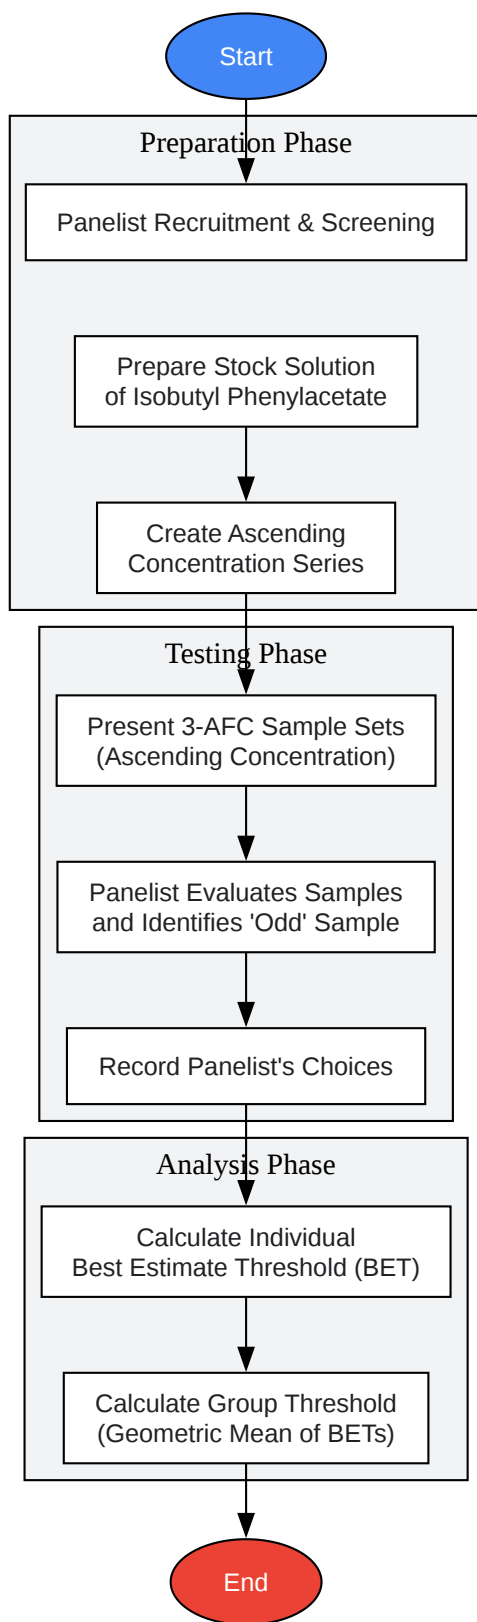 Start
Preparation Phase
Panelist Recruitment & Screening
Prepare Stock Solution
of Isobutyl Phenylacetate
Create Ascending
Concentration Series
Testing Phase
Present 3-AFC Sample Sets
(Ascending Concentration)
Panelist Evaluates Samples
and Identifies 'Odd' Sample
Record Panelist's Choices
Analysis Phase
Calculate Individual
Best Estimate Threshold (BET)
Calculate Group Threshold
(Geometric Mean of BETs)
End